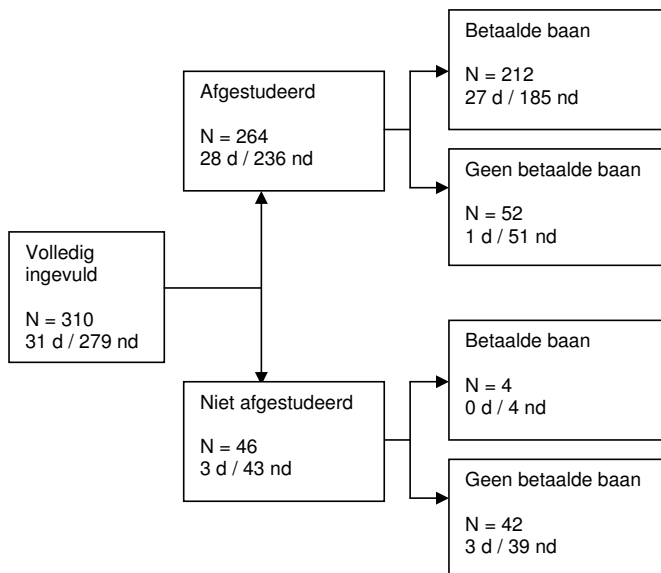 Volledig
ingevuld
N = 310
31 d / 279 nd
Afgestudeerd
N = 264
28 d / 236 nd
Betaalde baan
N = 212
27 d / 185 nd
Geen betaalde baan
N = 52
1 d / 51 nd
Niet afgestudeerd
N = 46
3 d / 43 nd
Betaalde baan
N = 4
0 d / 4 nd
Geen betaalde baan
N = 42
3 d / 39 nd